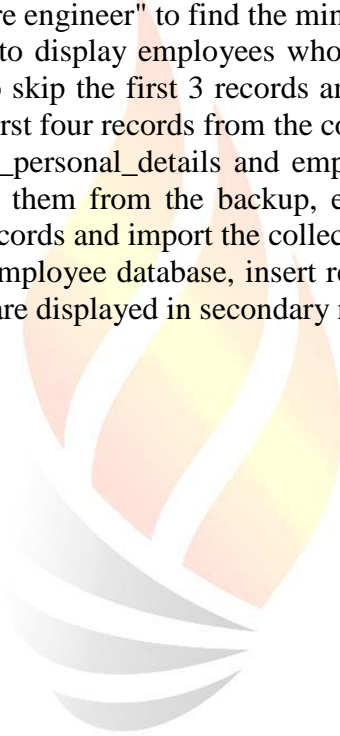 re engineer" to find the min
to display employees who
skip the first 3 records ar
rst four records from the co
_personal_details and emp
them from the backup, e
cords and import the collec
mployee database, insert re
are displayed in secondary